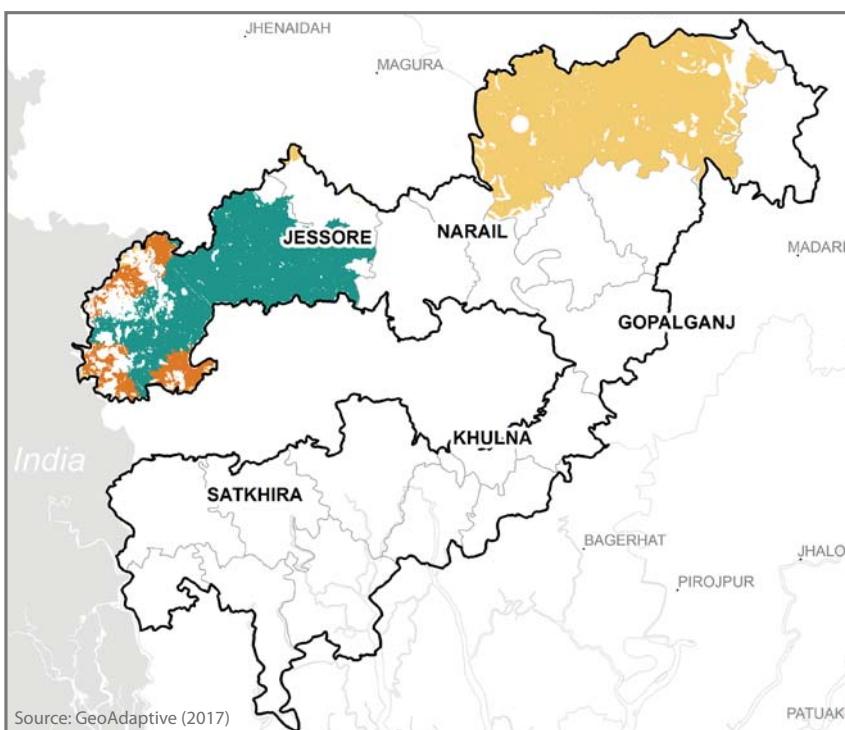 JHENAIDAH
MAGURA
JESSORE
NARAIL
MADARI
GOPALGANJ
KHULNA
India
SATKHIRA
BAGERHAT
JHALO
PIROJPUR
PATUAK
Source: GeoAdaptive (2017)